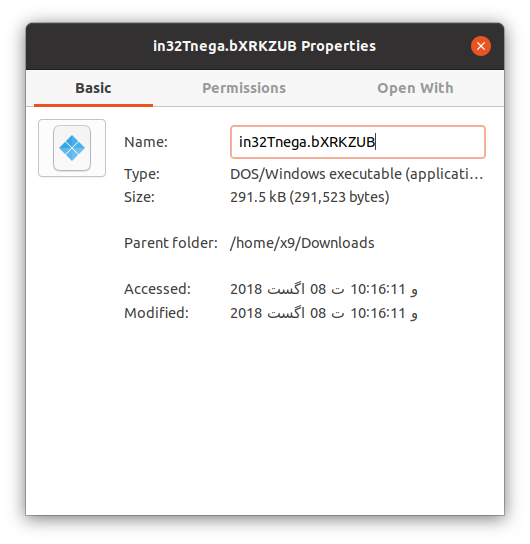 in32Tnega.bXRKZUB Properties
Basic Permissions Open With
Name: in32Tnega.bXRKZUB
Type: DOS/Windows executable (applicati…
Size: 291.5 kB (291,523 bytes)
Parent folder: /home/x9/Downloads
Accessed: و 10:16:11 ت 08 اگست 2018
Modified: و 10:16:11 ت 08 اگست 2018